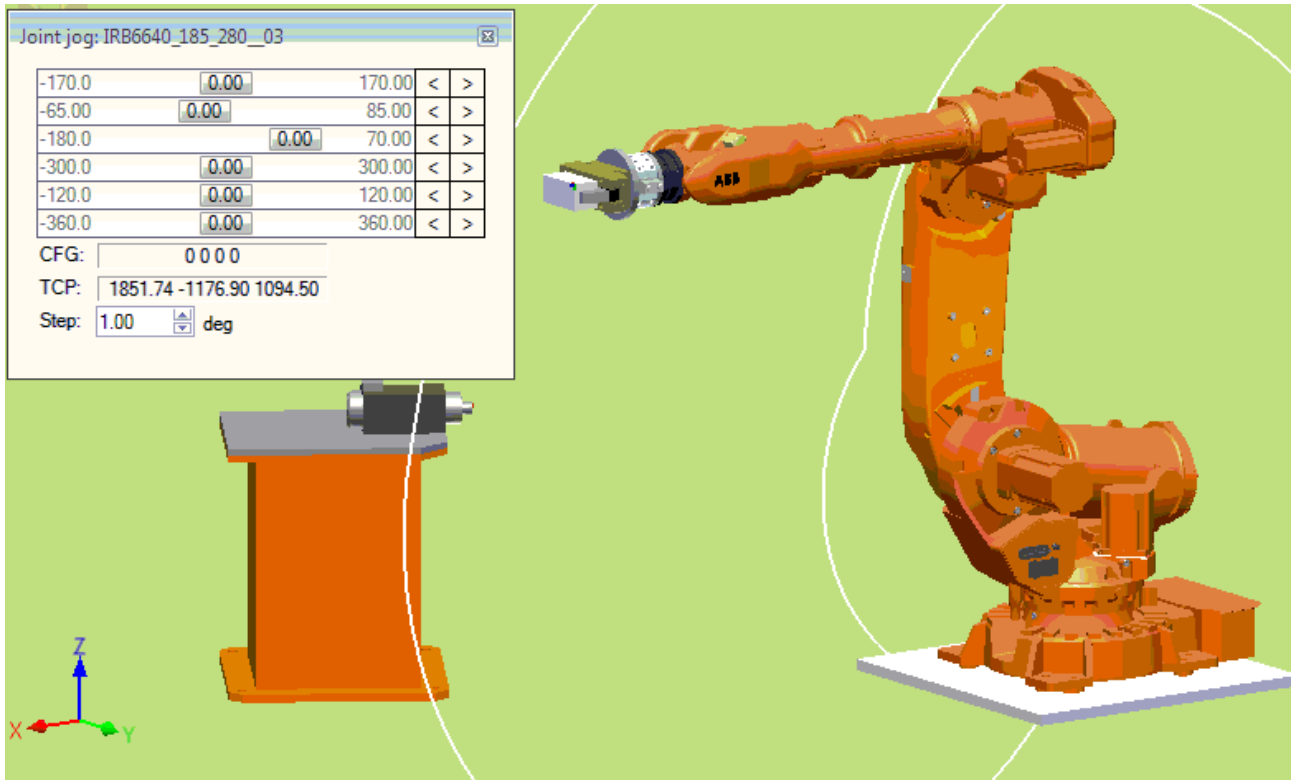 Joint jog: IRB6640_185_280__03
-170.0 0.00 170.00 < >
-65.00 0.00 85.00 < >
-180.0 0.00 70.00 < >
-300.0 0.00 300.00 < >
-120.0 0.00 120.00 < >
-360.0 0.00 360.00 < >
CFG: 0 0 0 0
TCP: 1851.74 -1176.90 1094.50
Step: 1.00 deg
ABB
Z
X
Y